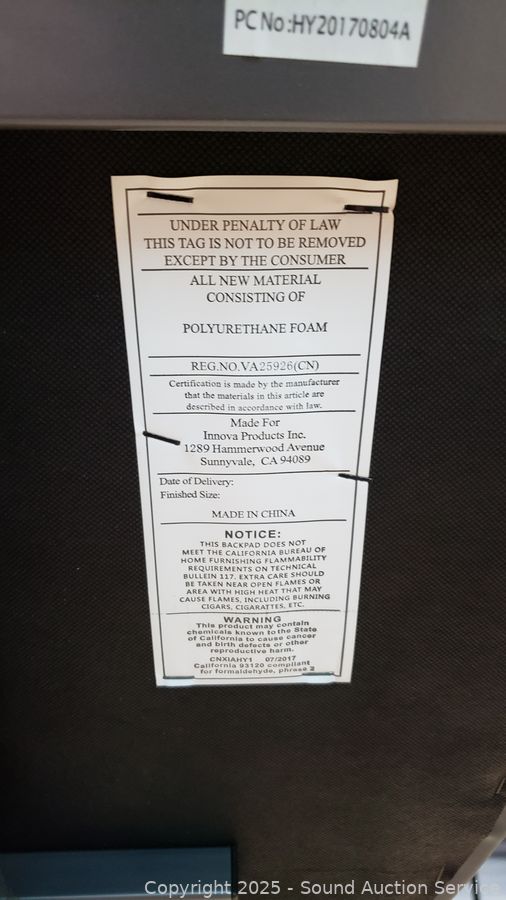 PC No:HY20170804A
UNDER PENALTY OF LAW
THIS TAG IS NOT TO BE REMOVED
EXCEPT BY THE CONSUMER
ALL NEW MATERIAL
CONSISTING OF
POLYURETHANE FOAM
REG.NO.VA25926(CN)
Certification is made by the manufacturer
that the materials in this article are
described in accordance with law.
Made For
Innova Products Inc.
1289 Hammerwood Avenue
Sunnyvale, CA 94089
Date of Delivery:
Finished Size:
MADE IN CHINA
NOTICE:
THIS BACKPAD DOES NOT
MEET THE CALIFORNIA BUREAU OF
HOME FURNISHING FLAMMABILITY
REQUIREMENTS ON TECHNICAL
BULLEIN 117. EXTRA CARE SHOULD
BE TAKEN NEAR OPEN FLAMES OR
AREA WITH HIGH HEAT THAT MAY
CAUSE FLAMES, INCLUDING BURNING
CIGARS, CIGARATTES, ETC.
WARNING
This product may contain
chemicals known to the State
of California to cause cancer
and birth defects or other
reproductive harm.
CNXIAHY1 07/2017
California 93120 compliant
for formaldehyde, phrase 2
Copyright 2025 - Sound Auction Service